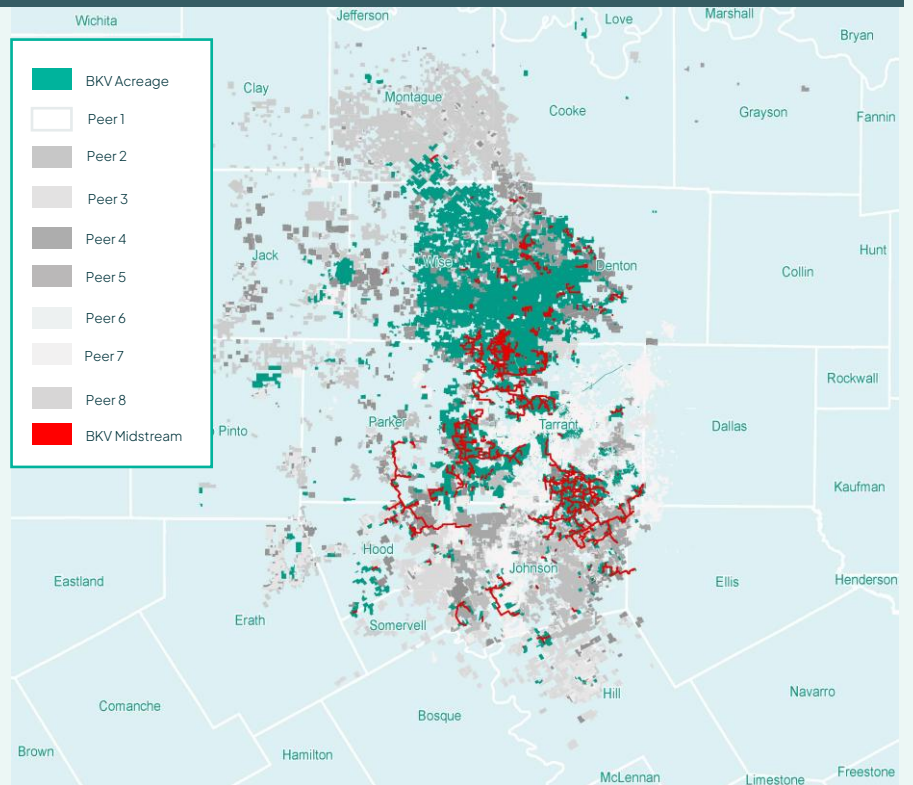 Wichita
Jefferson
Love
Marshall
Bryan
BKV Acreage
Peer 1
Peer 2
Peer 3
Peer 4
Peer 5
Peer 6
Peer 7
Peer 8
BKV Midstream
Clay
Montague
Cooke
Grayson
Fannin
Jack
Wise
Denton
Collin
Hunt
Rockwall
Pinto
Parker
Tarrant
Dallas
Kaufman
Eastland
Hood
Johnson
Ellis
Henderson
Erath
Somervell
Comanche
Bosque
Hill
Navarro
Brown
Hamilton
McLennan
Limestone
Freestone